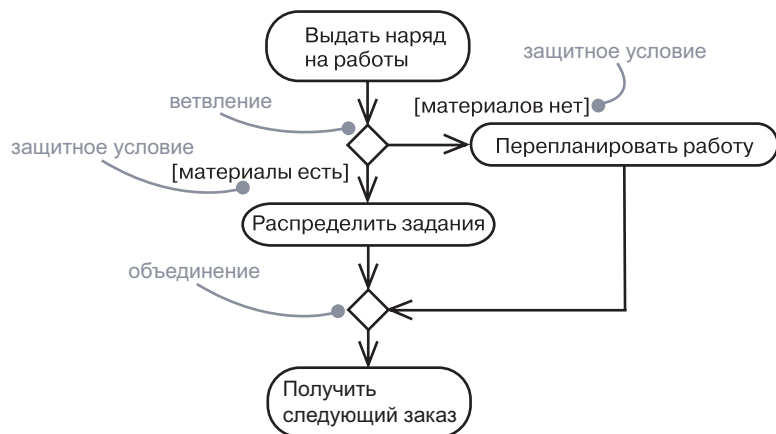 Выдать наряд
на работы
защитное условие
ветвление
[материалов нет]
защитное условие
Перепланировать работу
[материалы есть]
Распределить задания
объединение
Получить
следующий заказ